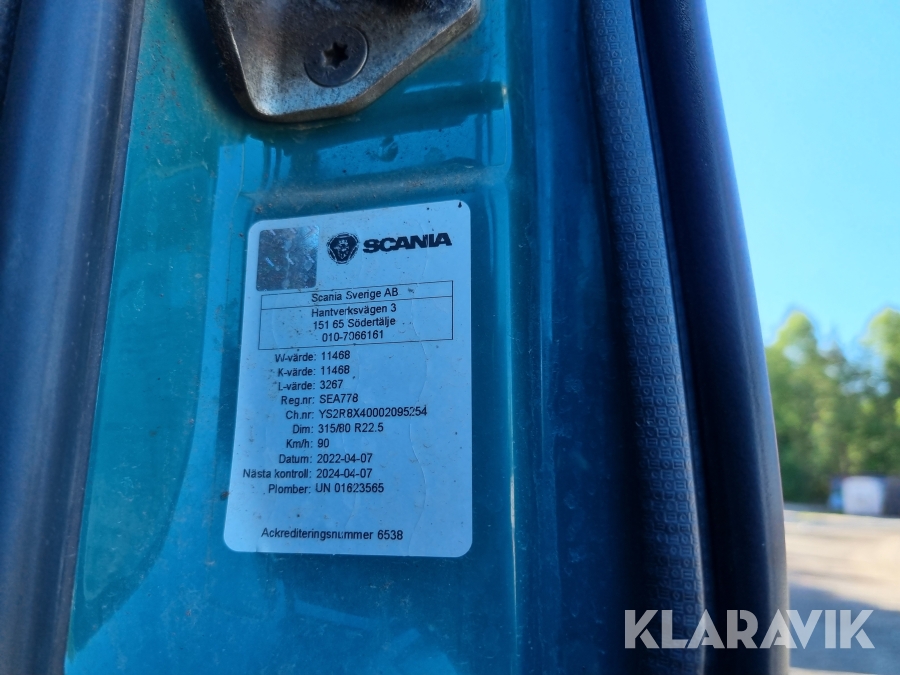 SCANIA
Scania Sverige AB
Hantverksvägen 3
151 65 Södertälje
010-7066161
W-värde: 11468
K-värde: 11468
L-värde: 3267
Reg.nr: SEA778
Ch.nr: YS2R8X40002095254
Dim: 315/80 R22.5
Km/h: 90
Datum: 2022-04-07
Nästa kontroll: 2024-04-07
Plomber: UN 01623565
Ackrediteringsnummer 6538
KLARAVIK